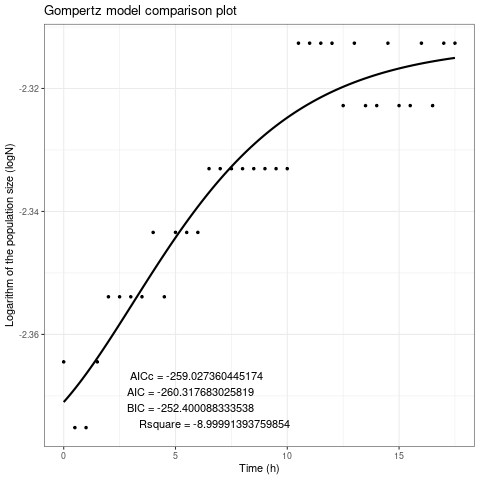 Gompertz model comparison plot
Logarithm of the population size (logN)
-2.32
-2.34
-2.36
AICc = -259.027360445174
AIC = -260.317683025819
BIC = -252.400088333538
Rsquare = -8.99991393759854
0 5 10 15
Time (h)